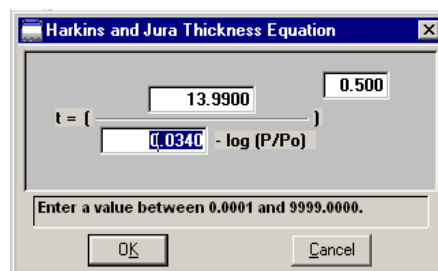 Harkins and Jura Thickness Equation
13.9900
0.500
t = ( )
0.0340 - log (P/Po)
Enter a value between 0.0001 and 9999.0000.
OK Cancel